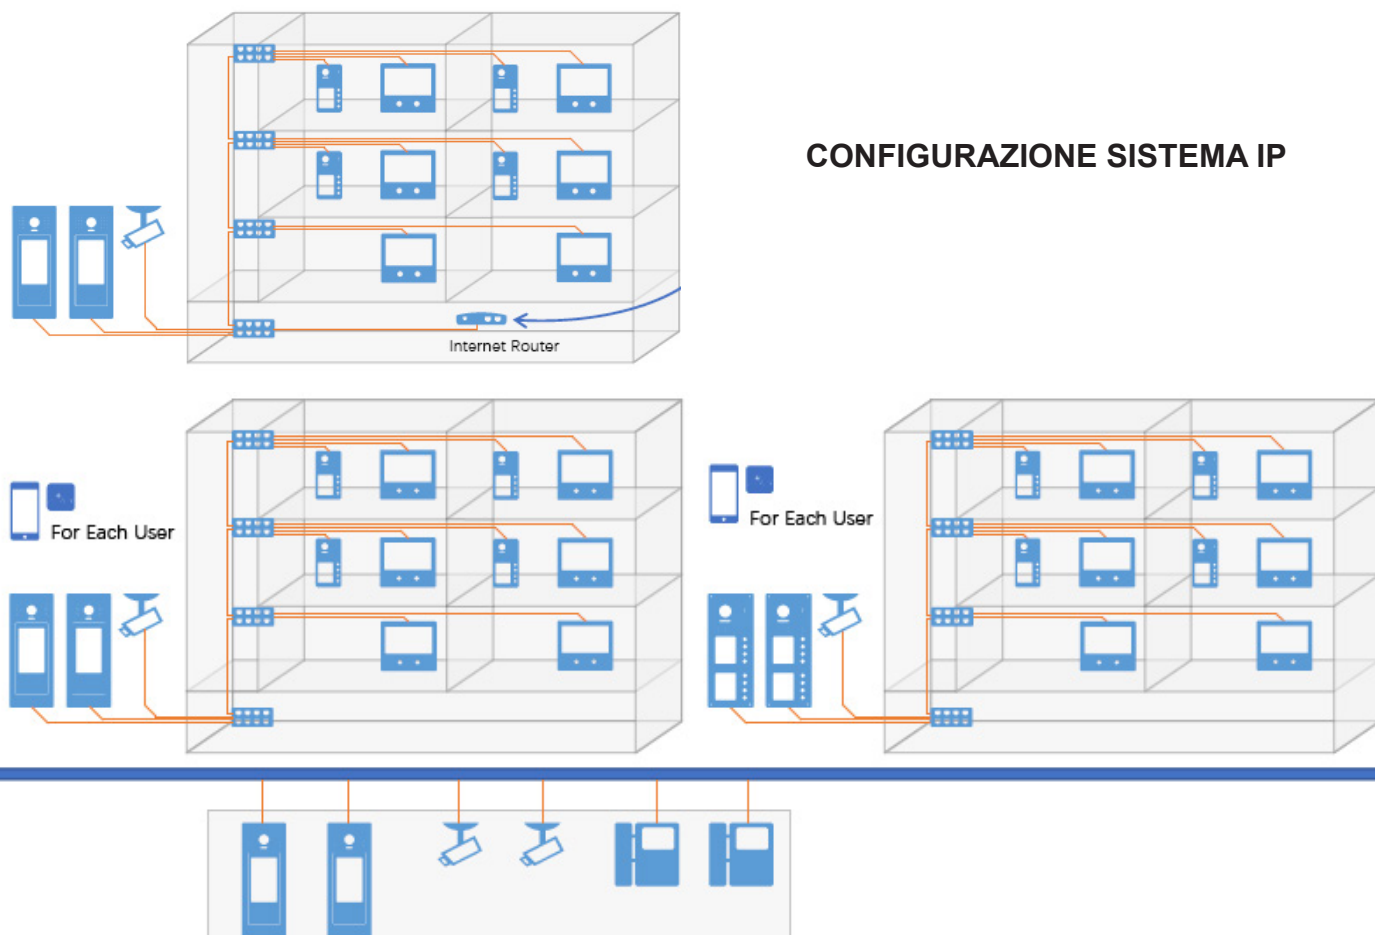 CONFIGURAZIONE SISTEMA IP
Internet Router
For Each User
For Each User